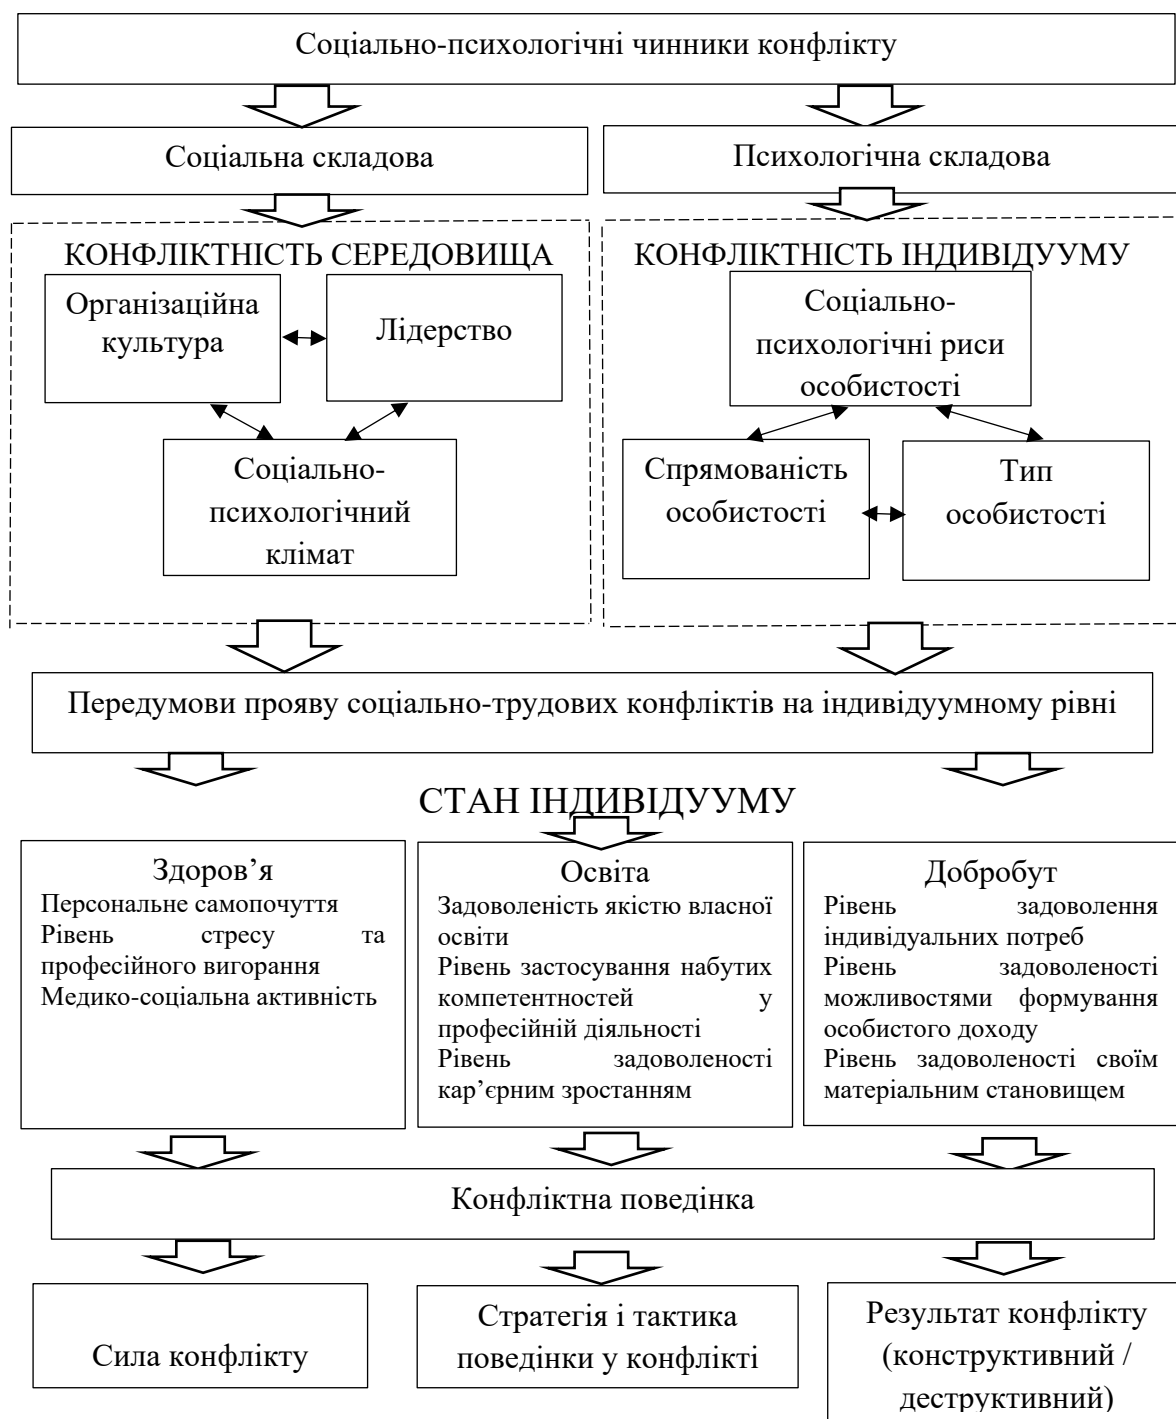 Соціально-психологічні чинники конфлікту
Соціальна складова
Психологічна складова
КОНФЛІКТНІСТЬ СЕРЕДОВИЩА
Організаційна
культура
Лідерство
Соціально-
психологічний
клімат
КОНФЛІКТНІСТЬ ІНДИВІДУУМУ
Соціально-
психологічні риси
особистості
Спрямованість
особистості
Тип
особистості
Передумови прояву соціально-трудових конфліктів на індивідуумному рівні
СТАН ІНДИВІДУУМУ
Здоров’я
Персональне самопочуття
Рівень стресу та
професійного вигорання
Медико-соціальна активність
Освіта
Задоволеність якістю власної
освіти
Рівень застосування набутих
компетентностей у
професійній діяльності
Рівень задоволеності
кар’єрним зростанням
Добробут
Рівень задоволення
індивідуальних потреб
Рівень задоволеності
можливостями формування
особистого доходу
Рівень задоволеності своїм
матеріальним становищем
Конфліктна поведінка
Сила конфлікту
Стратегія і тактика
поведінки у конфлікті
Результат конфлікту
(конструктивний /
деструктивний)